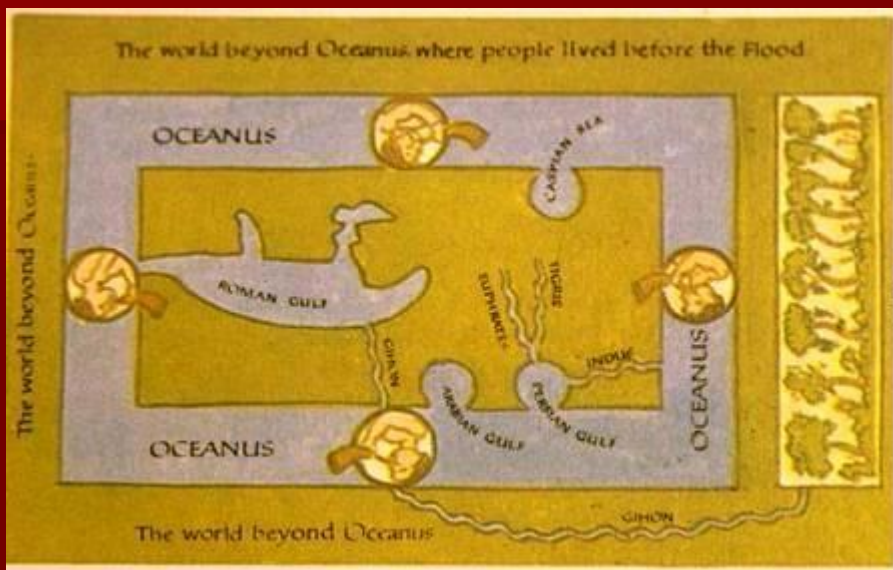 The world beyond Oceanus, where people lived before the Flood
OCEANUS
CASPIAN SEA
The world beyond Oceanus
ROMAN GULF
EUPHRATES
TIGRIS
GIHON
INDUS
ARABIAN GULF
PERSIAN GULF
OCEANUS
OCEANUS
GIHON
The world beyond Oceanus